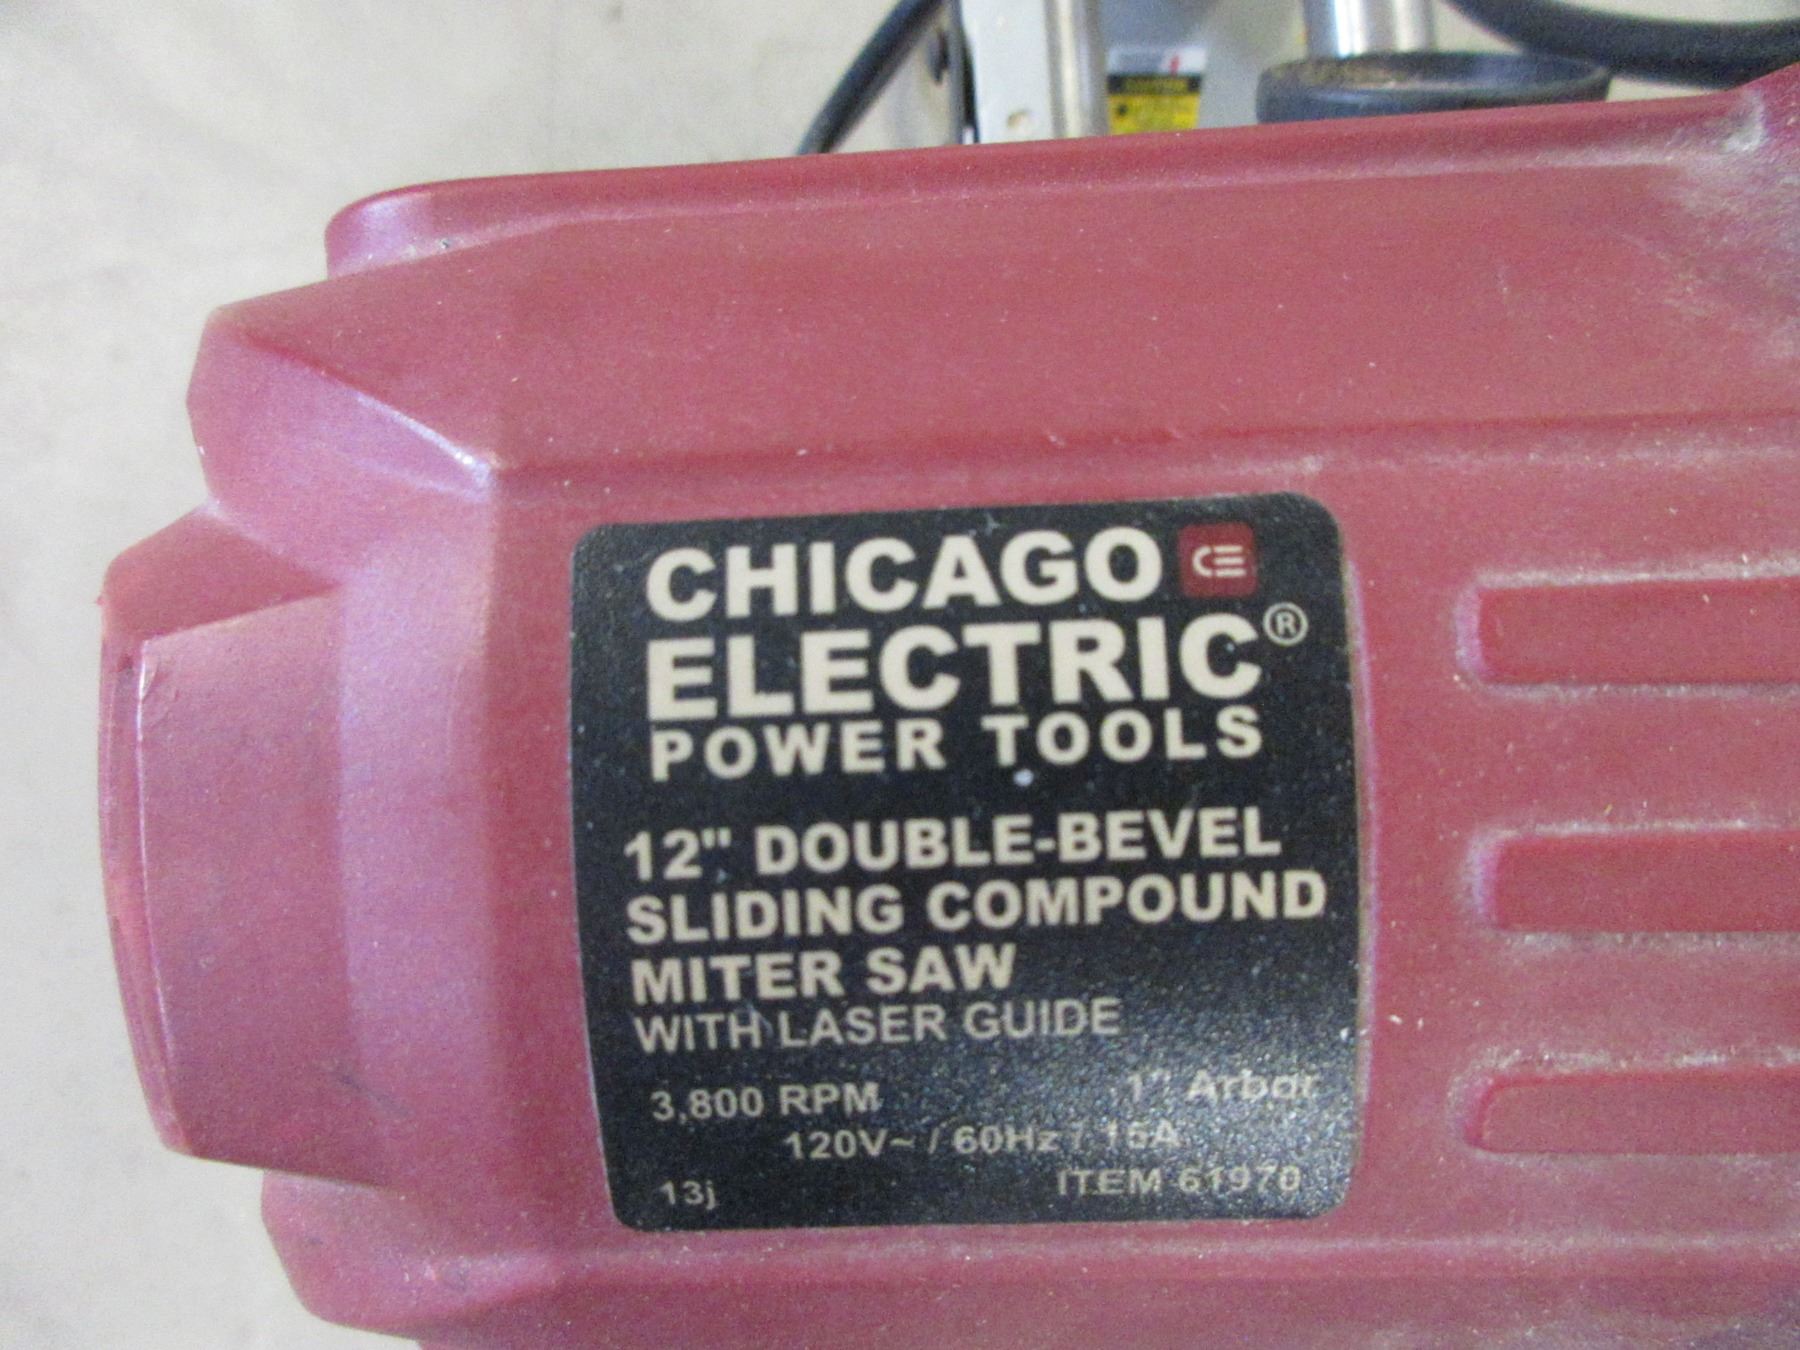 CHICAGO CE
ELECTRIC®
POWER TOOLS
12" DOUBLE-BEVEL
SLIDING COMPOUND
MITER SAW
WITH LASER GUIDE
3,800 RPM 1" Arbor
120V~ / 60Hz / 15A
13j ITEM 61970